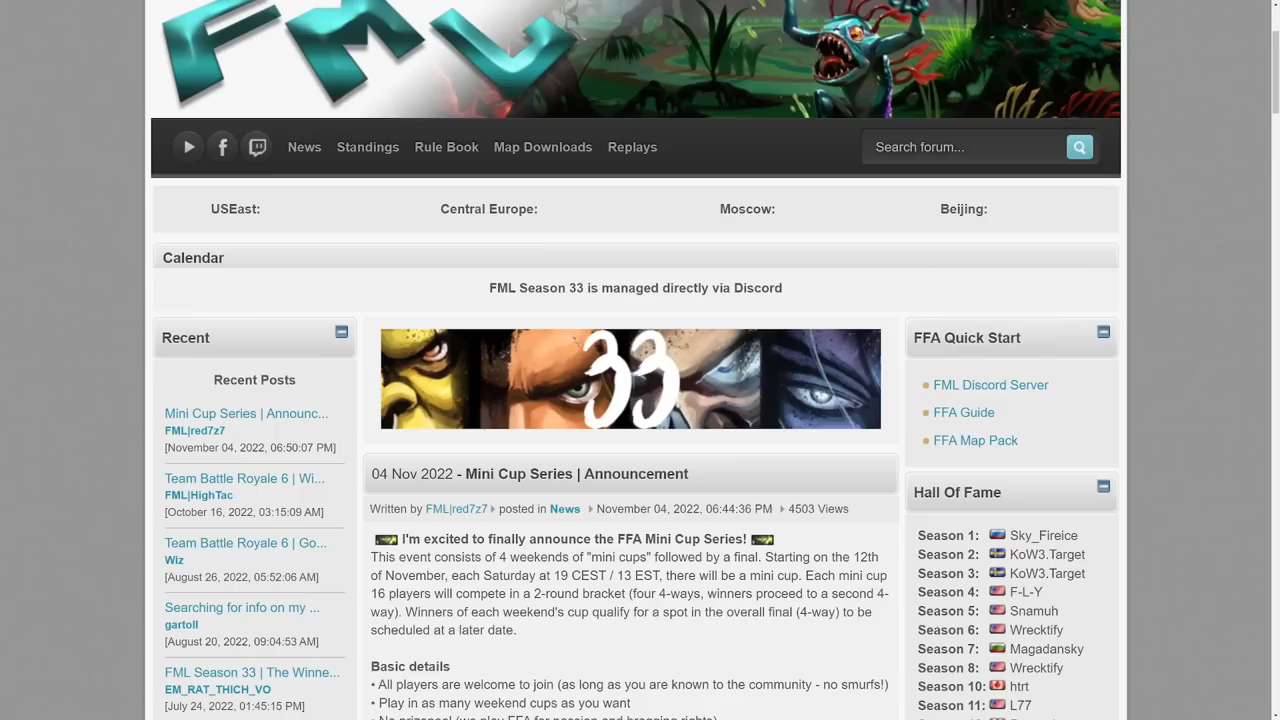 FML
News Standings Rule Book Map Downloads Replays
Search forum...
USEast: Central Europe: Moscow: Beijing:
Calendar
FML Season 33 is managed directly via Discord
Recent
Recent Posts
Mini Cup Series | Announc...
FML|red7z7
[November 04, 2022, 06:50:07 PM]
Team Battle Royale 6 | Wi...
FML|HighTac
[October 16, 2022, 03:15:09 AM]
Team Battle Royale 6 | Go...
Wiz
[August 26, 2022, 05:52:06 AM]
Searching for info on my ...
gartoll
[August 20, 2022, 09:04:53 AM]
FML Season 33 | The Winne...
EM_RAT_THICH_VO
[July 24, 2022, 01:45:15 PM]
33
04 Nov 2022 - Mini Cup Series | Announcement
Written by FML|red7z7 posted in News November 04, 2022, 06:44:36 PM 4503 Views
I'm excited to finally announce the FFA Mini Cup Series!
This event consists of 4 weekends of "mini cups" followed by a final. Starting on the 12th
of November, each Saturday at 19 CEST / 13 EST, there will be a mini cup. Each mini cup
16 players will compete in a 2-round bracket (four 4-ways, winners proceed to a second 4-
way). Winners of each weekend's cup qualify for a spot in the overall final (4-way) to be
scheduled at a later date.
Basic details
• All players are welcome to join (as long as you are known to the community - no smurfs!)
• Play in as many weekend cups as you want
• No prizepool (we play FFA for passion and bragging rights)
FFA Quick Start
FML Discord Server
FFA Guide
FFA Map Pack
Hall Of Fame
Season 1: Sky_Fireice
Season 2: KoW3.Target
Season 3: KoW3.Target
Season 4: F-L-Y
Season 5: Snamuh
Season 6: Wrecktify
Season 7: Magadansky
Season 8: Wrecktify
Season 10: htrt
Season 11: L77